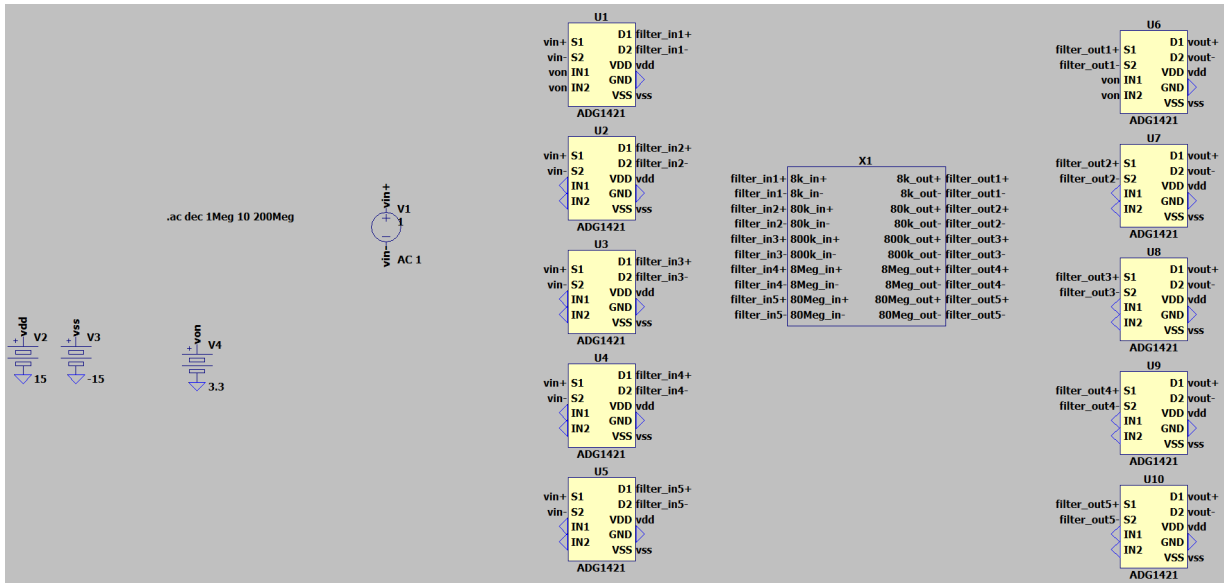 .ac dec 1Meg 10 200Meg
vin+
V1
1
vin-
AC 1
vdd
V2
15
vss
V3
-15
von
V4
3.3
U1
vin+ S1 D1 filter_in1+
vin- S2 D2 filter_in1-
von IN1 VDD vdd
von IN2 GND
VSS vss
ADG1421
U2
vin+ S1 D1 filter_in2+
vin- S2 D2 filter_in2-
IN1 VDD vdd
IN2 GND
VSS vss
ADG1421
U3
vin+ S1 D1 filter_in3+
vin- S2 D2 filter_in3-
IN1 VDD vdd
IN2 GND
VSS vss
ADG1421
U4
vin+ S1 D1 filter_in4+
vin- S2 D2 filter_in4-
IN1 VDD vdd
IN2 GND
VSS vss
ADG1421
U5
vin+ S1 D1 filter_in5+
vin- S2 D2 filter_in5-
IN1 VDD vdd
IN2 GND
VSS vss
ADG1421
X1
filter_in1+ 8k_in+ 8k_out+ filter_out1+
filter_in1- 8k_in- 8k_out- filter_out1-
filter_in2+ 80k_in+ 80k_out+ filter_out2+
filter_in2- 80k_in- 80k_out- filter_out2-
filter_in3+ 800k_in+ 800k_out+ filter_out3+
filter_in3- 800k_in- 800k_out- filter_out3-
filter_in4+ 8Meg_in+ 8Meg_out+ filter_out4+
filter_in4- 8Meg_in- 8Meg_out- filter_out4-
filter_in5+ 80Meg_in+ 80Meg_out+ filter_out5+
filter_in5- 80Meg_in- 80Meg_out- filter_out5-
U6
filter_out1+ S1 D1 vout+
filter_out1- S2 D2 vout-
von IN1 VDD vdd
von IN2 GND
VSS vss
ADG1421
U7
filter_out2+ S1 D1 vout+
filter_out2- S2 D2 vout-
IN1 VDD vdd
IN2 GND
VSS vss
ADG1421
U8
filter_out3+ S1 D1 vout+
filter_out3- S2 D2 vout-
IN1 VDD vdd
IN2 GND
VSS vss
ADG1421
U9
filter_out4+ S1 D1 vout+
filter_out4- S2 D2 vout-
IN1 VDD vdd
IN2 GND
VSS vss
ADG1421
U10
filter_out5+ S1 D1 vout+
filter_out5- S2 D2 vout-
IN1 VDD vdd
IN2 GND
VSS vss
ADG1421